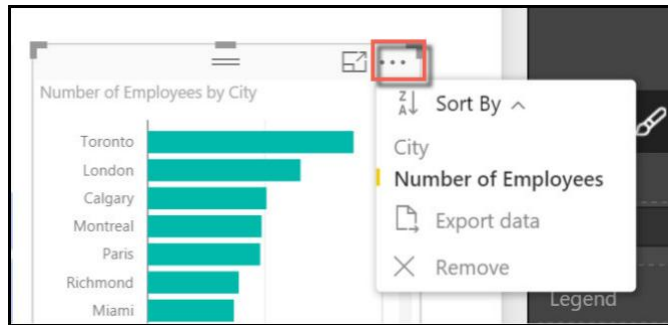 Number of Employees by City
Toronto
London
Calgary
Montreal
Paris
Richmond
Miami
Z
A
Sort By
City
Number of Employees
Export data
Remove
Legend